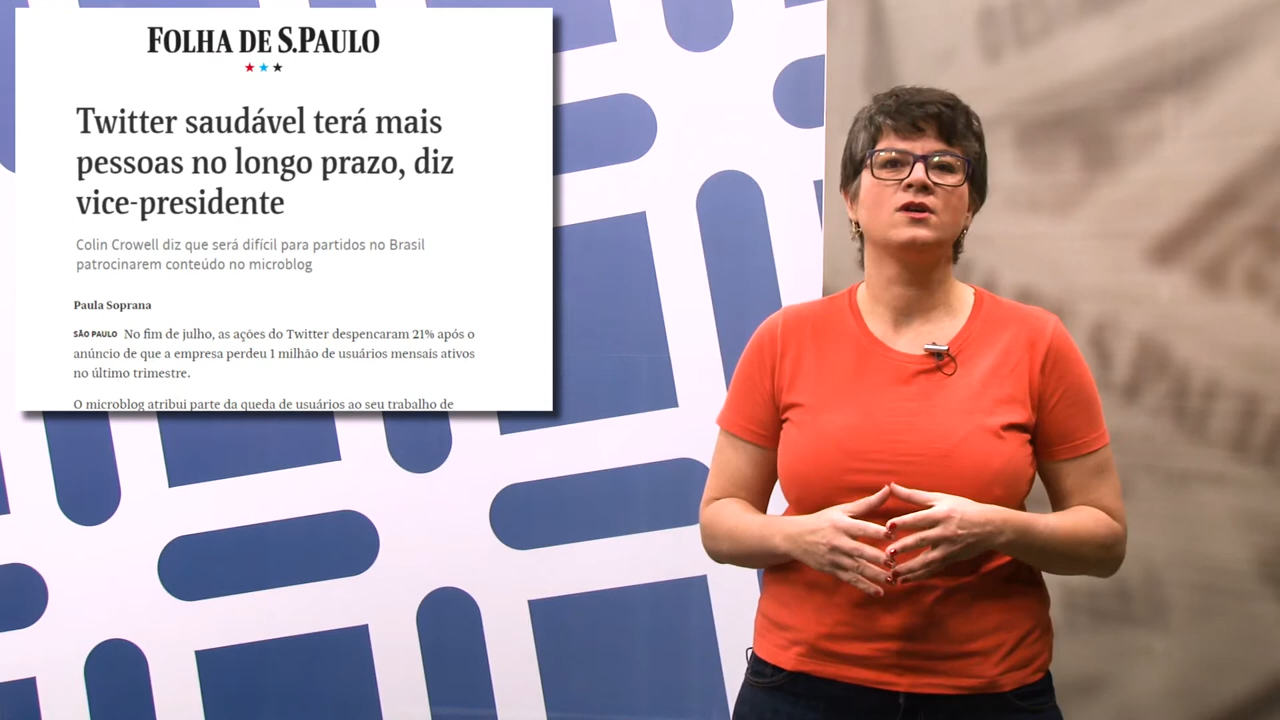 FOLHA DE S.PAULO
Twitter saudável terá mais
pessoas no longo prazo, diz
vice-presidente
Colin Crowell diz que será difícil para partidos no Brasil
patrocinarem conteúdo no microblog
Paula Soprana
SÃO PAULO No fim de julho, as ações do Twitter despencaram 21% após o
anúncio de que a empresa perdeu 1 milhão de usuários mensais ativos
no último trimestre.
O microblog atribui parte da queda de usuários ao seu trabalho de